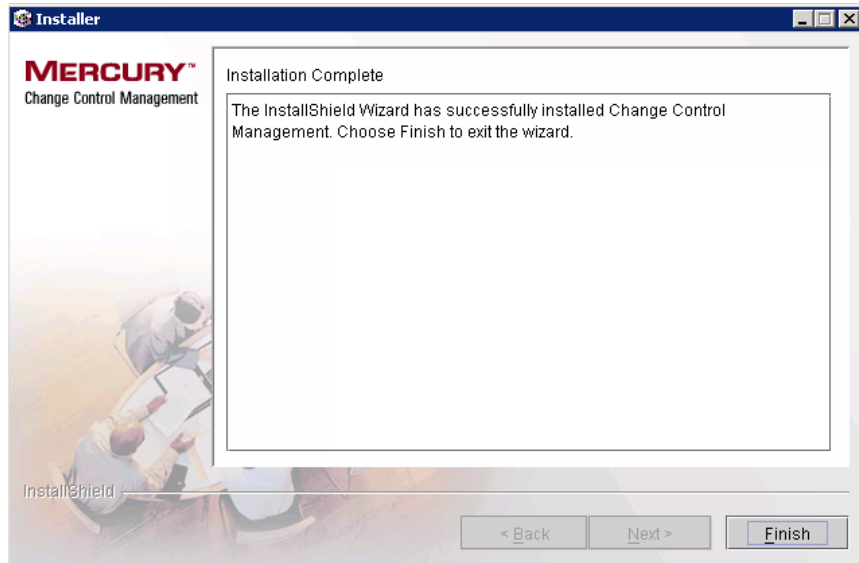 Installer
MERCURY™
Change Control Management
Installation Complete
The InstallShield Wizard has successfully installed Change Control
Management. Choose Finish to exit the wizard.
InstallShield
< Back
Next >
Finish